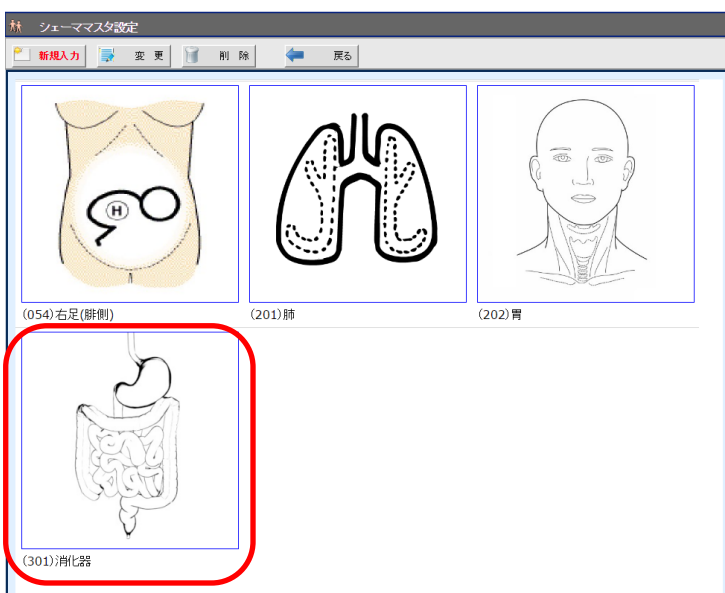 シェーママスタ設定
新規入力 変 更 削 除 戻る
H
(054)右足(腓側) (201)肺 (202)胃
(301)消化器